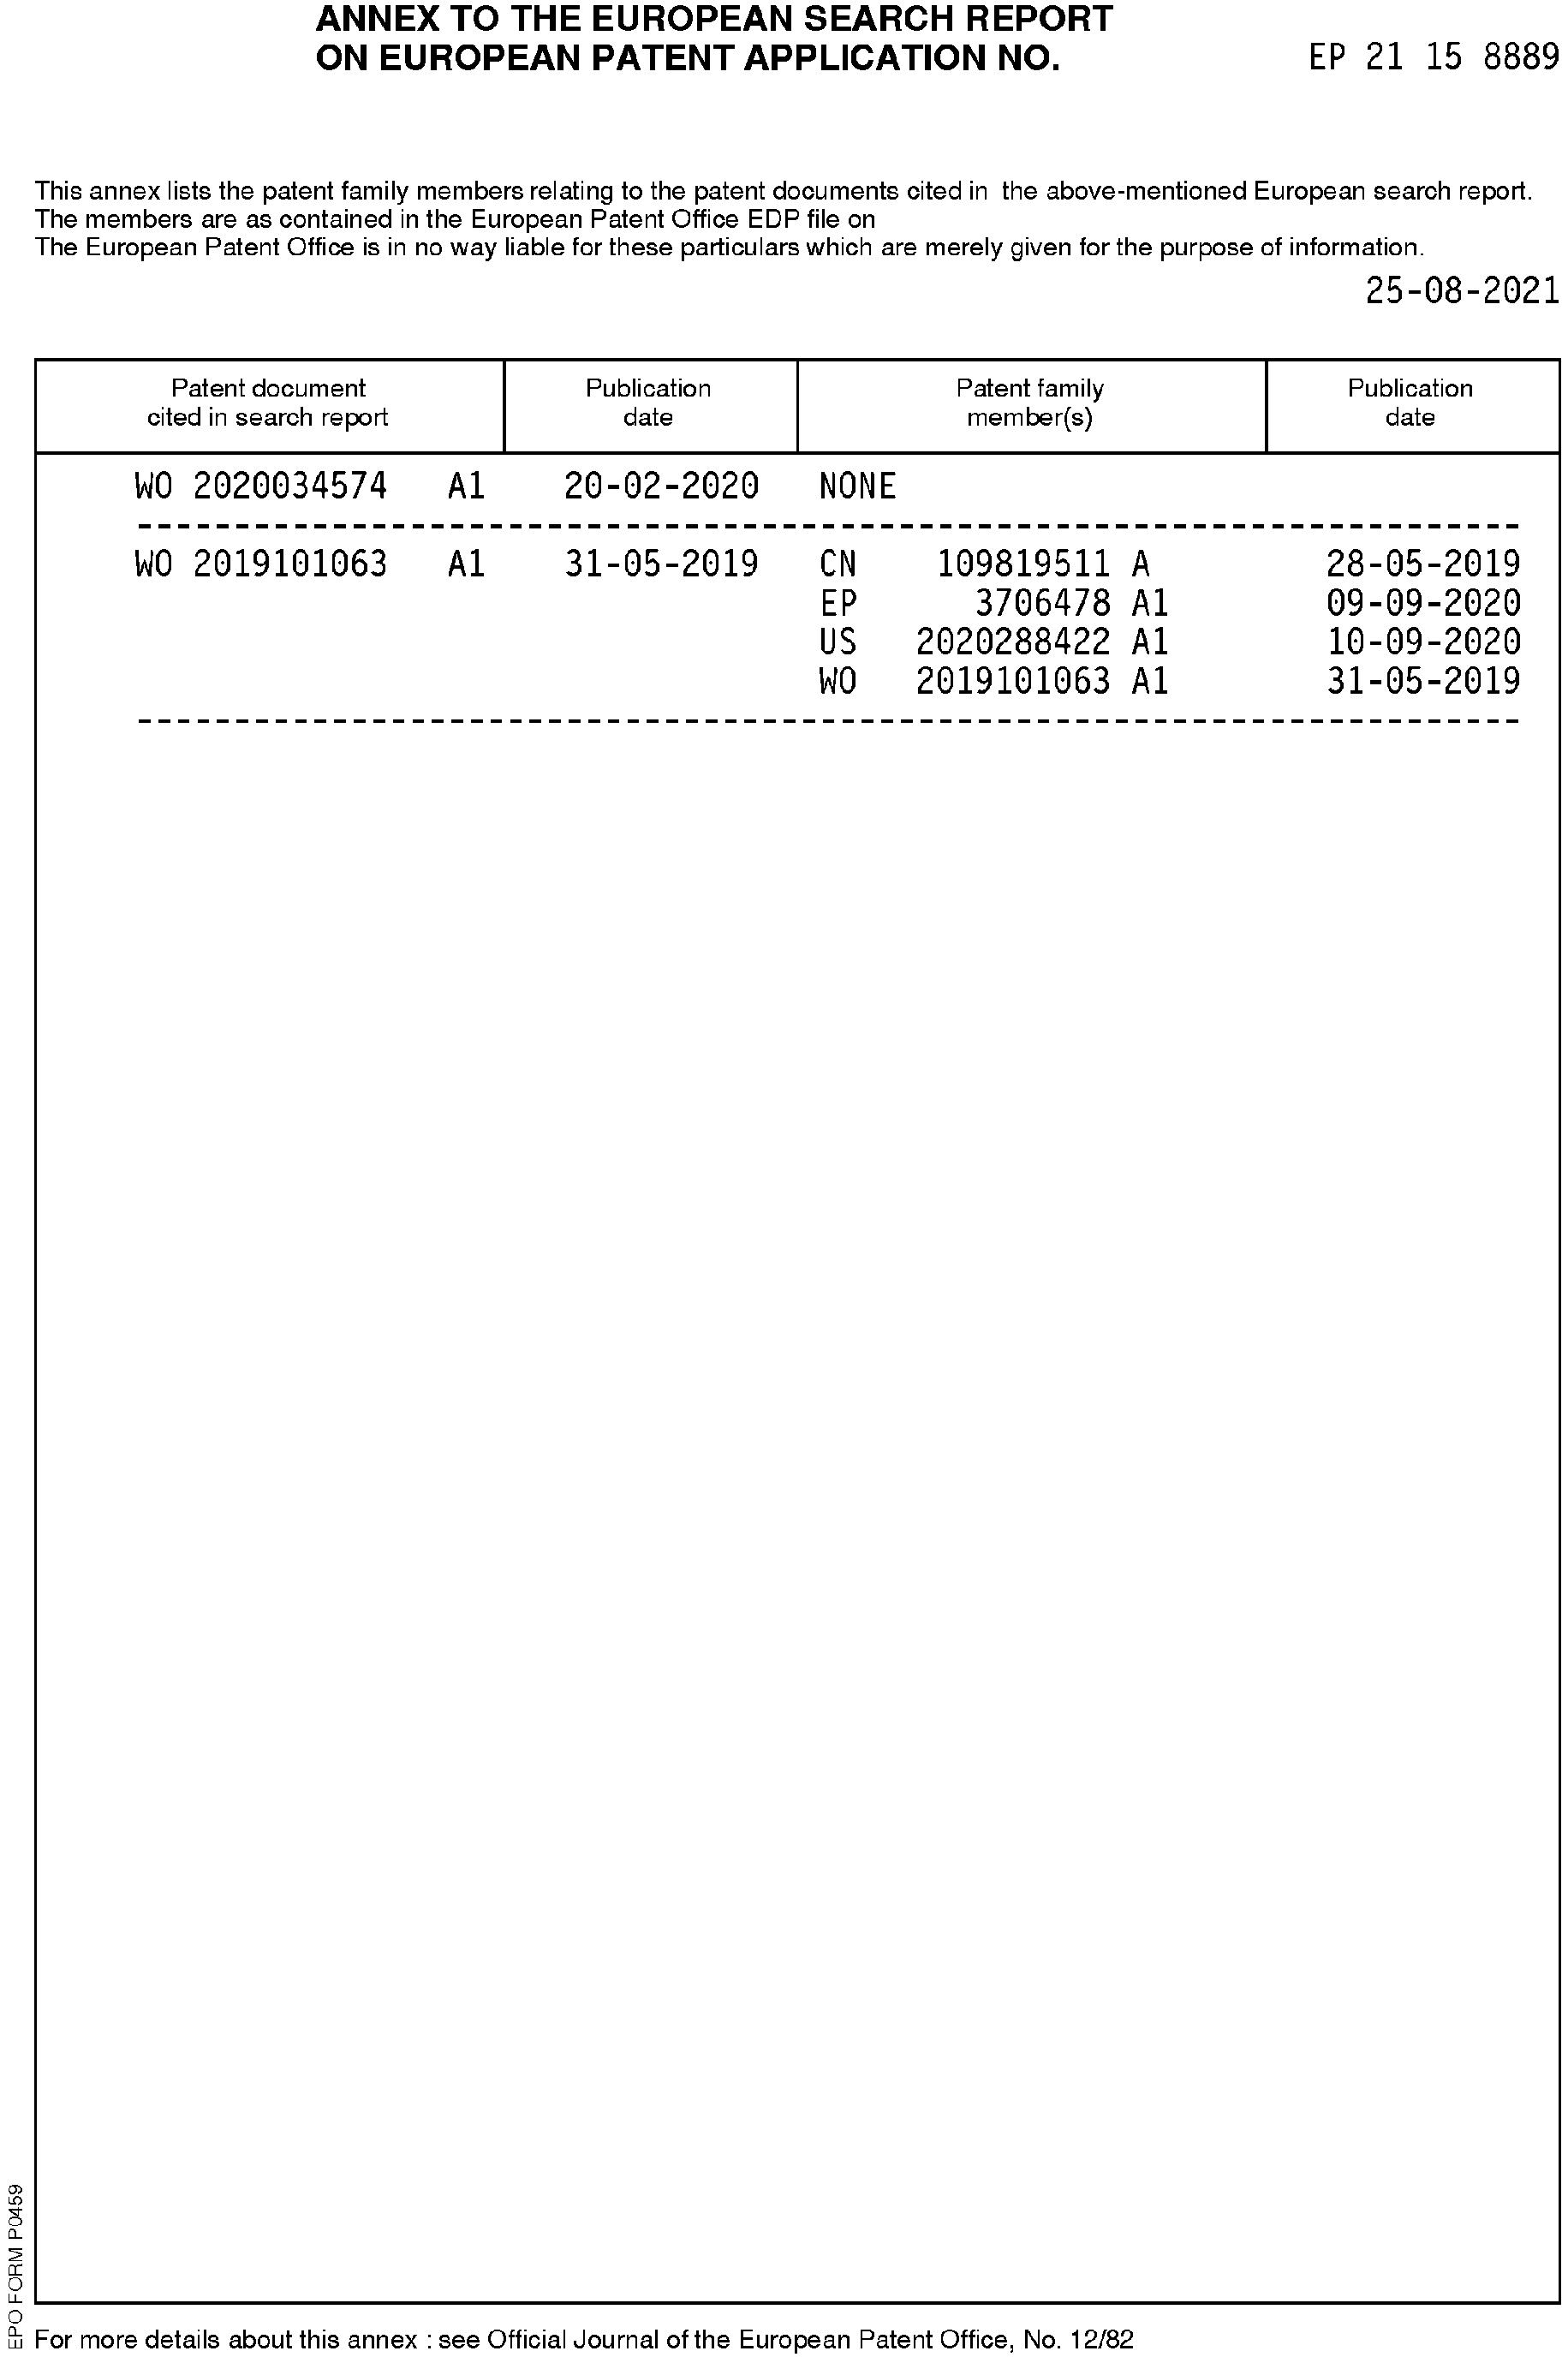 ANNEX TO THE EUROPEAN SEARCH REPORT
ON EUROPEAN PATENT APPLICATION NO. EP 21 15 8889
This annex lists the patent family members relating to the patent documents cited in the above-mentioned European search report.
The members are as contained in the European Patent Office EDP file on
The European Patent Office is in no way liable for these particulars which are merely given for the purpose of information.
25-08-2021
Patent document cited in search report Publication date Patent family member(s) Publication date
WO 2020034574 A1 20-02-2020 NONE
WO 2019101063 A1 31-05-2019 CN 109819511 A 28-05-2019
EP 3706478 A1 09-09-2020
US 2020288422 A1 10-09-2020
WO 2019101063 A1 31-05-2019
EPO FORM P0459
For more details about this annex : see Official Journal of the European Patent Office, No. 12/82